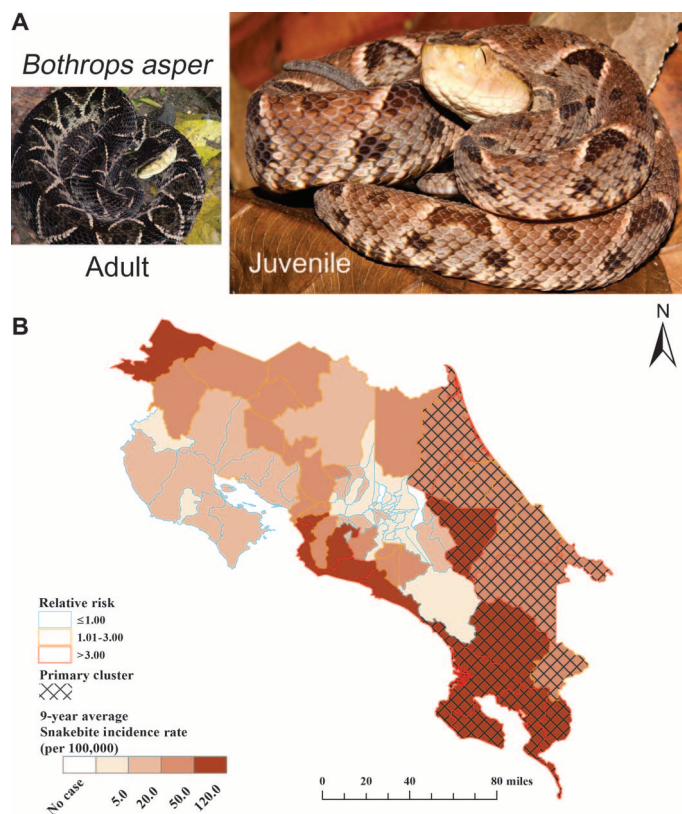 A
Bothrops asper
Adult
Juvenile
B
N
Relative risk
≤1.00
1.01-3.00
>3.00
Primary cluster
9-year average
Snakebite incidence rate
(per 100,000)
No case
5.0
20.0
50.0
120.0
0 20 40 80 miles